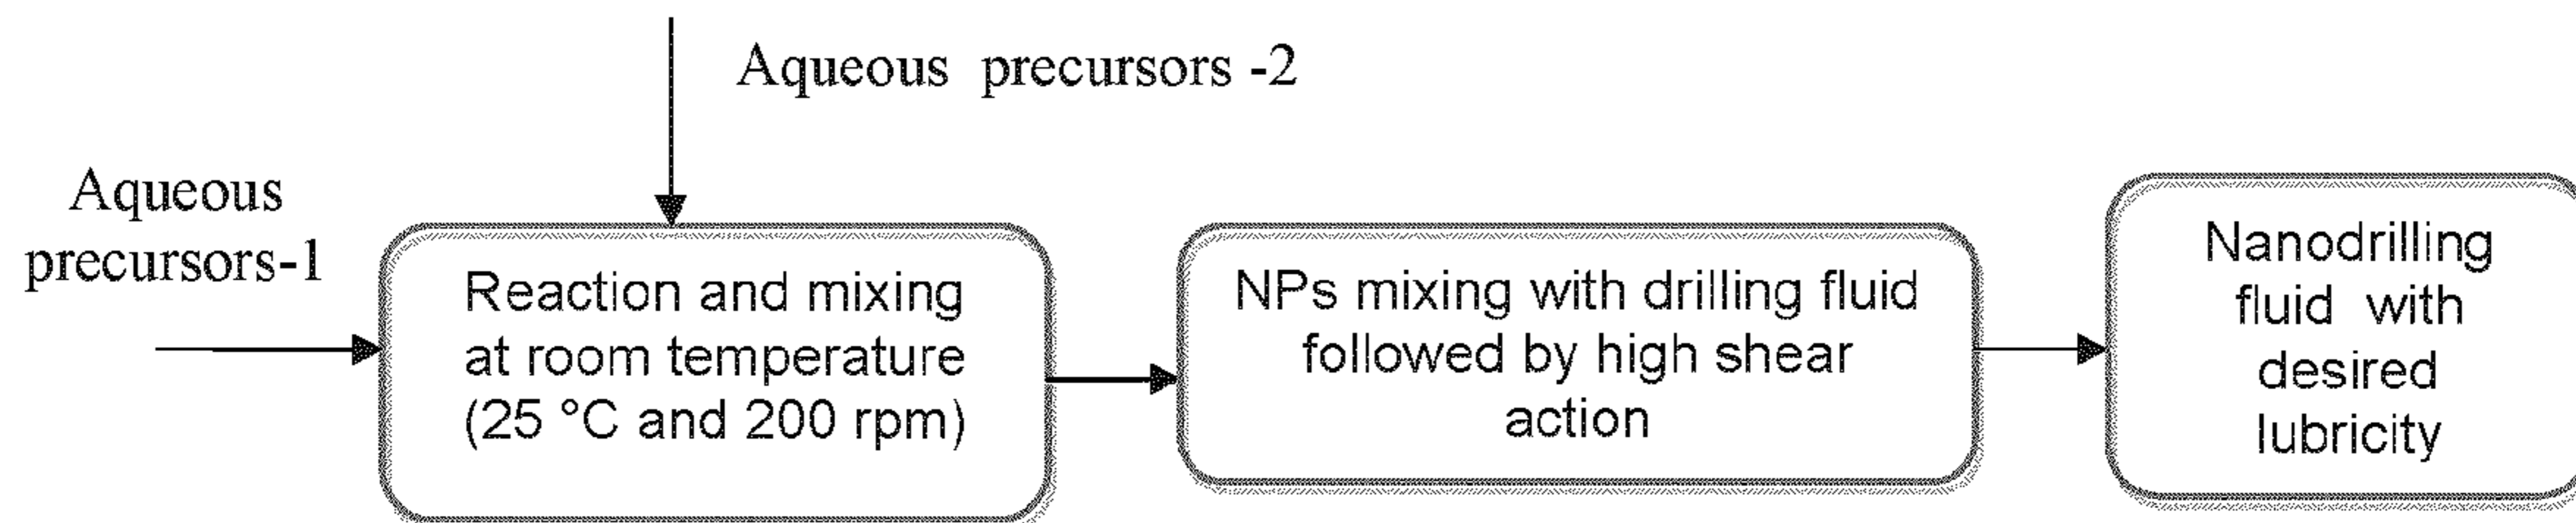 Aqueous precursors -2
Aqueous
precursors-1
Reaction and mixing
at room temperature
(25 °C and 200 rpm)
NPs mixing with drilling fluid
followed by high shear
action
Nanodrilling
fluid with
desired
lubricity